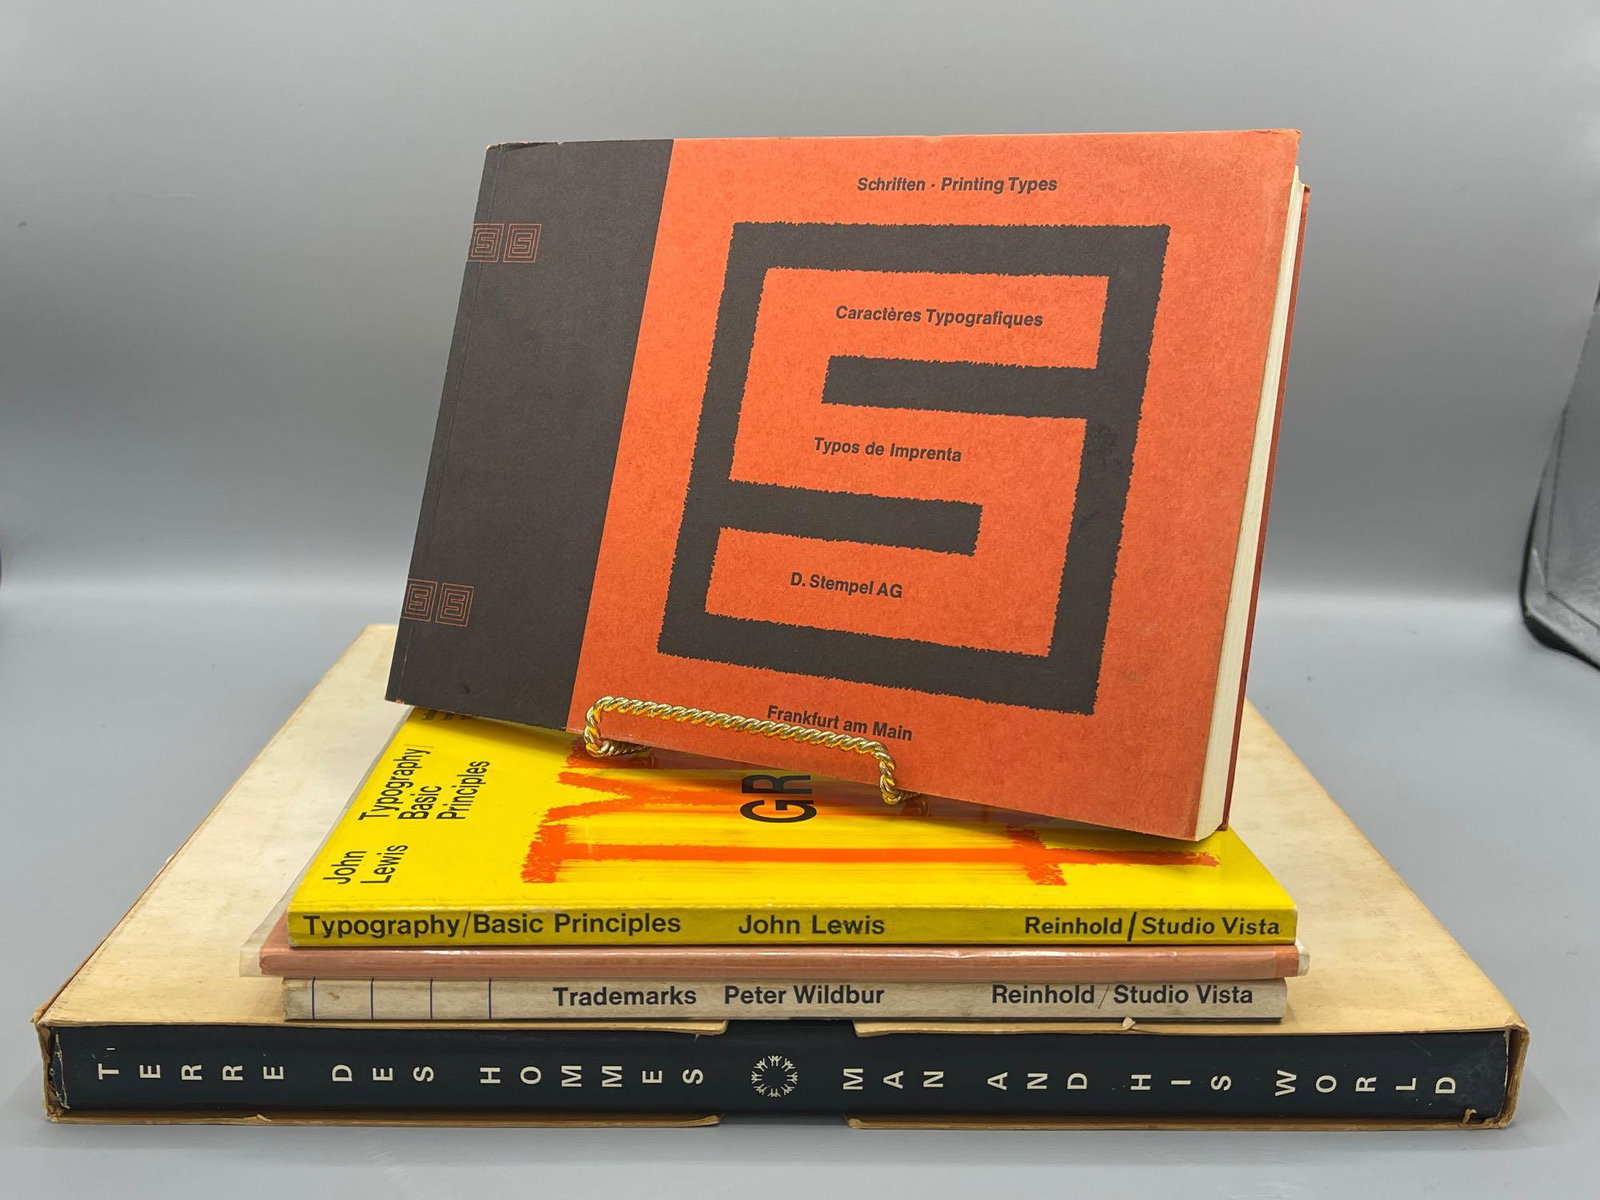 Schriften · Printing Types
Caractères Typografiques
Typos de Imprenta
D. Stempel AG
Frankfurt am Main
Typography/
Basic
Principles
John
Lewis
GR
Typography/Basic Principles John Lewis Reinhold/Studio Vista
Trademarks Peter Wildbur Reinhold/Studio Vista
TERRE DES HOMMES MAN AND HIS WORLD